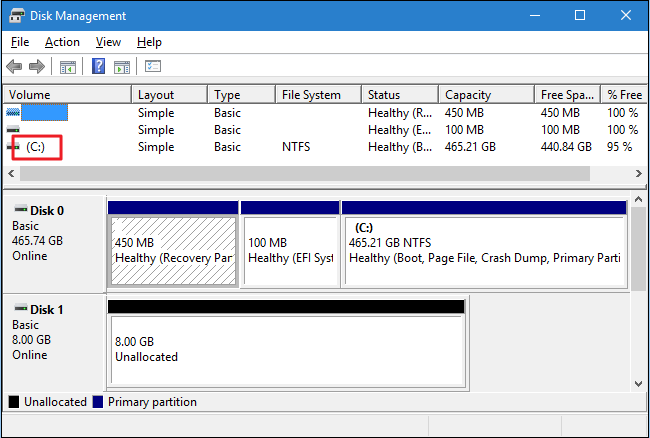 Disk Management
File Action View Help
Volume Layout Type File System Status Capacity Free Spa... % Free
Simple Basic Healthy (R... 450 MB 450 MB 100 %
Simple Basic Healthy (E... 100 MB 100 MB 100 %
(C:) Simple Basic NTFS Healthy (B... 465.21 GB 440.84 GB 95 %
Disk 0
Basic
465.74 GB
Online
450 MB
Healthy (Recovery Par
100 MB
Healthy (EFI Syst
(C:)
465.21 GB NTFS
Healthy (Boot, Page File, Crash Dump, Primary Parti
Disk 1
Basic
8.00 GB
Online
8.00 GB
Unallocated
Unallocated Primary partition